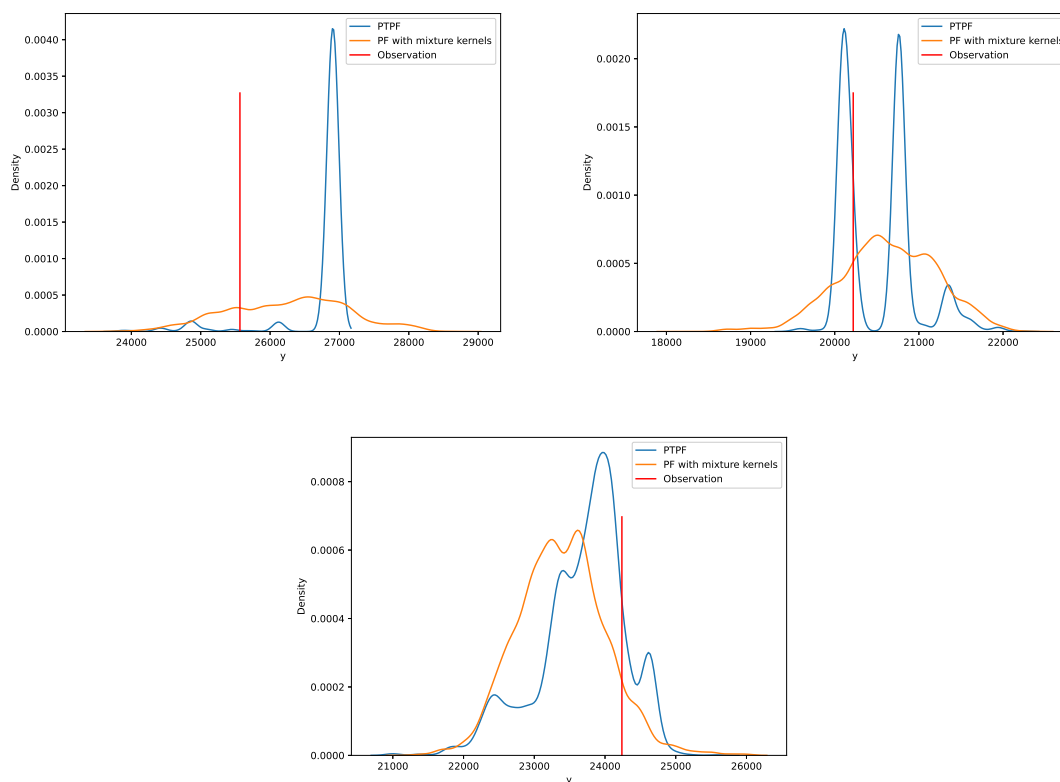 PTPF
PF with mixture kernels
Observation
0.0040
0.0035
0.0030
0.0025
0.0020
0.0015
0.0010
0.0005
0.0000
Density
24000 25000 26000 27000 28000 29000
y
PTPF
PF with mixture kernels
Observation
0.0020
0.0015
0.0010
0.0005
0.0000
Density
18000 19000 20000 21000 22000
y
PTPF
PF with mixture kernels
Observation
0.0008
0.0006
0.0004
0.0002
0.0000
Density
21000 22000 23000 24000 25000 26000
y